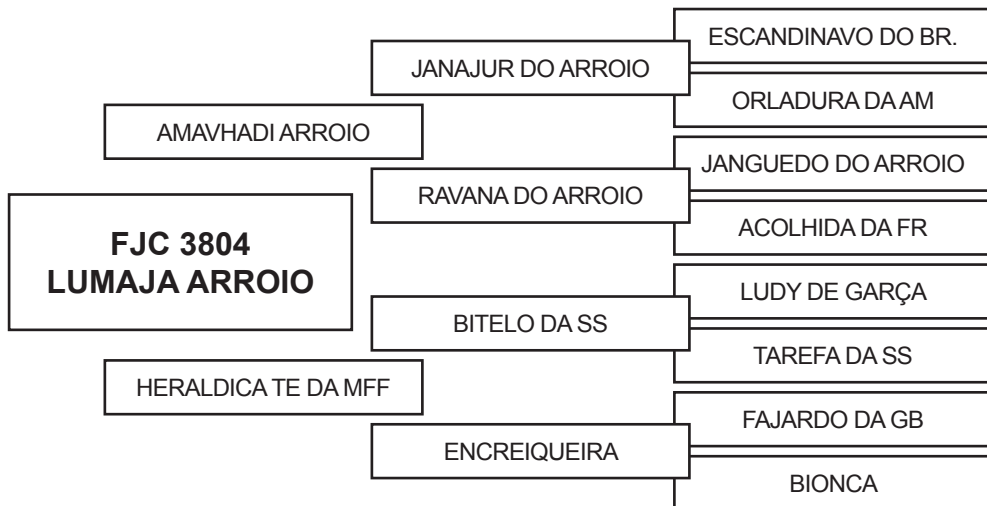 ESCANDINAVO DO BR.
JANAJUR DO ARROIO
ORLADURA DA AM
AMAVHADI ARROIO
JANGUEDO DO ARROIO
RAVANA DO ARROIO
ACOLHIDA DA FR
FJC 3804
LUMAJA ARROIO
LUDY DE GARÇA
BITELO DA SS
TAREFA DA SS
HERALDICA TE DA MFF
FAJARDO DA GB
ENCREIQUEIRA
BIONCA